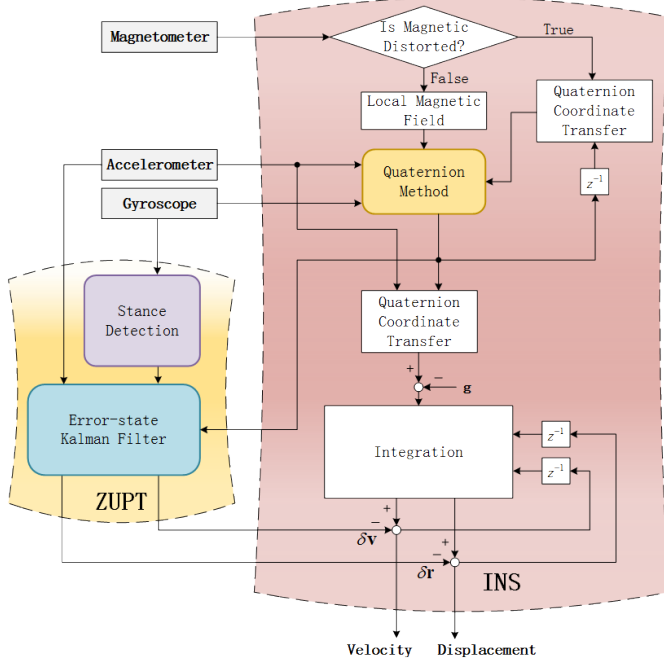 Magnetometer
Is Magnetic
Distorted?
True
False
Local Magnetic
Field
Quaternion
Coordinate
Transfer
Accelerometer
Quaternion
Method
z⁻¹
Gyroscope
Stance
Detection
Quaternion
Coordinate
Transfer
+
−
g
Error-state
Kalman Filter
Integration
z⁻¹
z⁻¹
ZUPT
+
−
δv
+
−
δr
INS
Velocity
Displacement